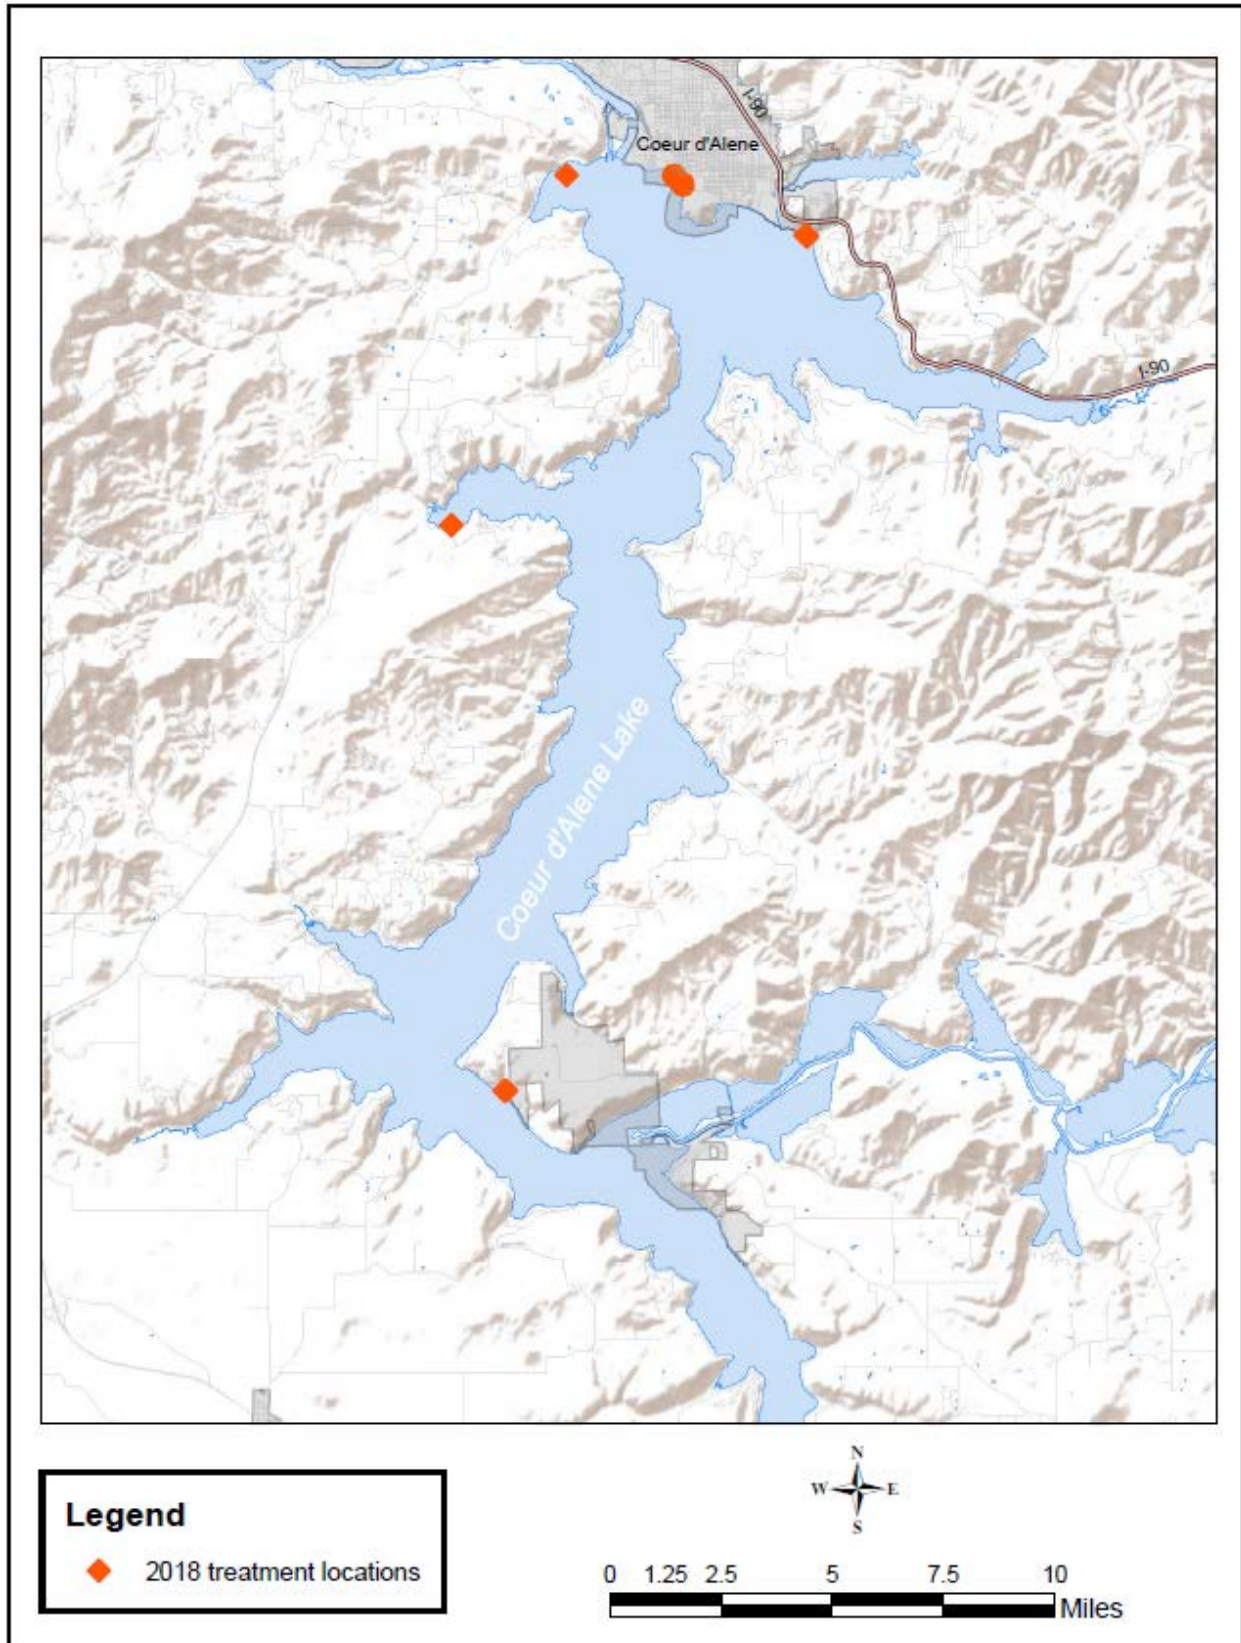 I-90
Coeur d'Alene
I-90
Coeur d'Alene Lake
Legend
2018 treatment locations
N
W E
S
0 1.25 2.5 5 7.5 10
Miles